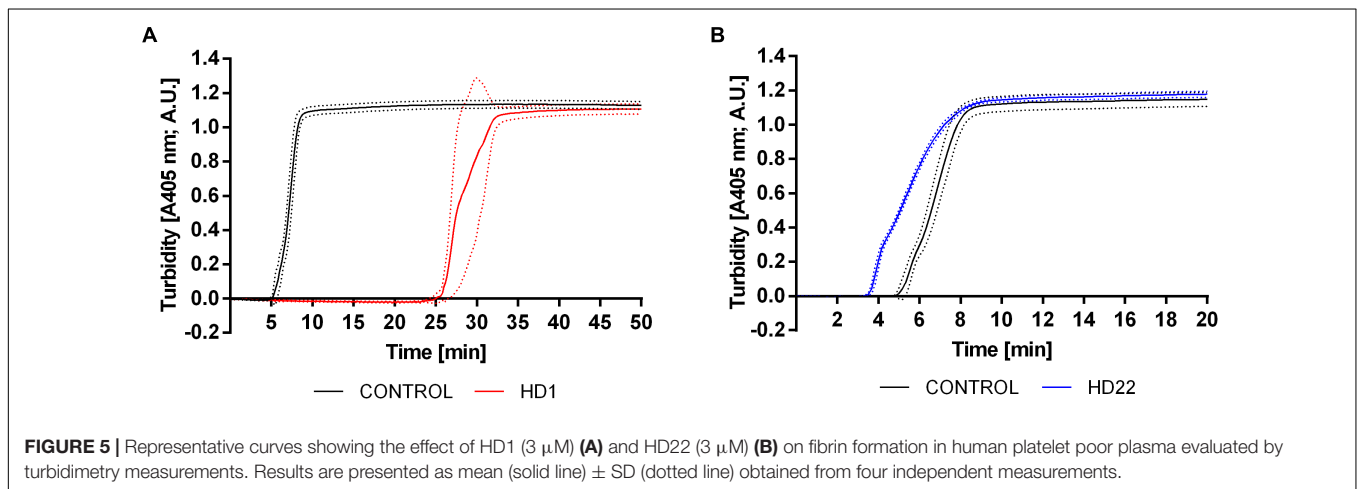 A
1.4
1.2
1.0
0.8
0.6
0.4
0.2
0.0
-0.2
Turbidity [A405 nm; A.U.]
5 10 15 20 25 30 35 40 45 50
Time [min]
CONTROL HD1
B
1.4
1.2
1.0
0.8
0.6
0.4
0.2
0.0
-0.2
Turbidity [A405 nm; A.U.]
2 4 6 8 10 12 14 16 18 20
Time [min]
CONTROL HD22
FIGURE 5 | Representative curves showing the effect of HD1 (3 μM) (A) and HD22 (3 μM) (B) on fibrin formation in human platelet poor plasma evaluated by
turbidimetry measurements. Results are presented as mean (solid line) ± SD (dotted line) obtained from four independent measurements.